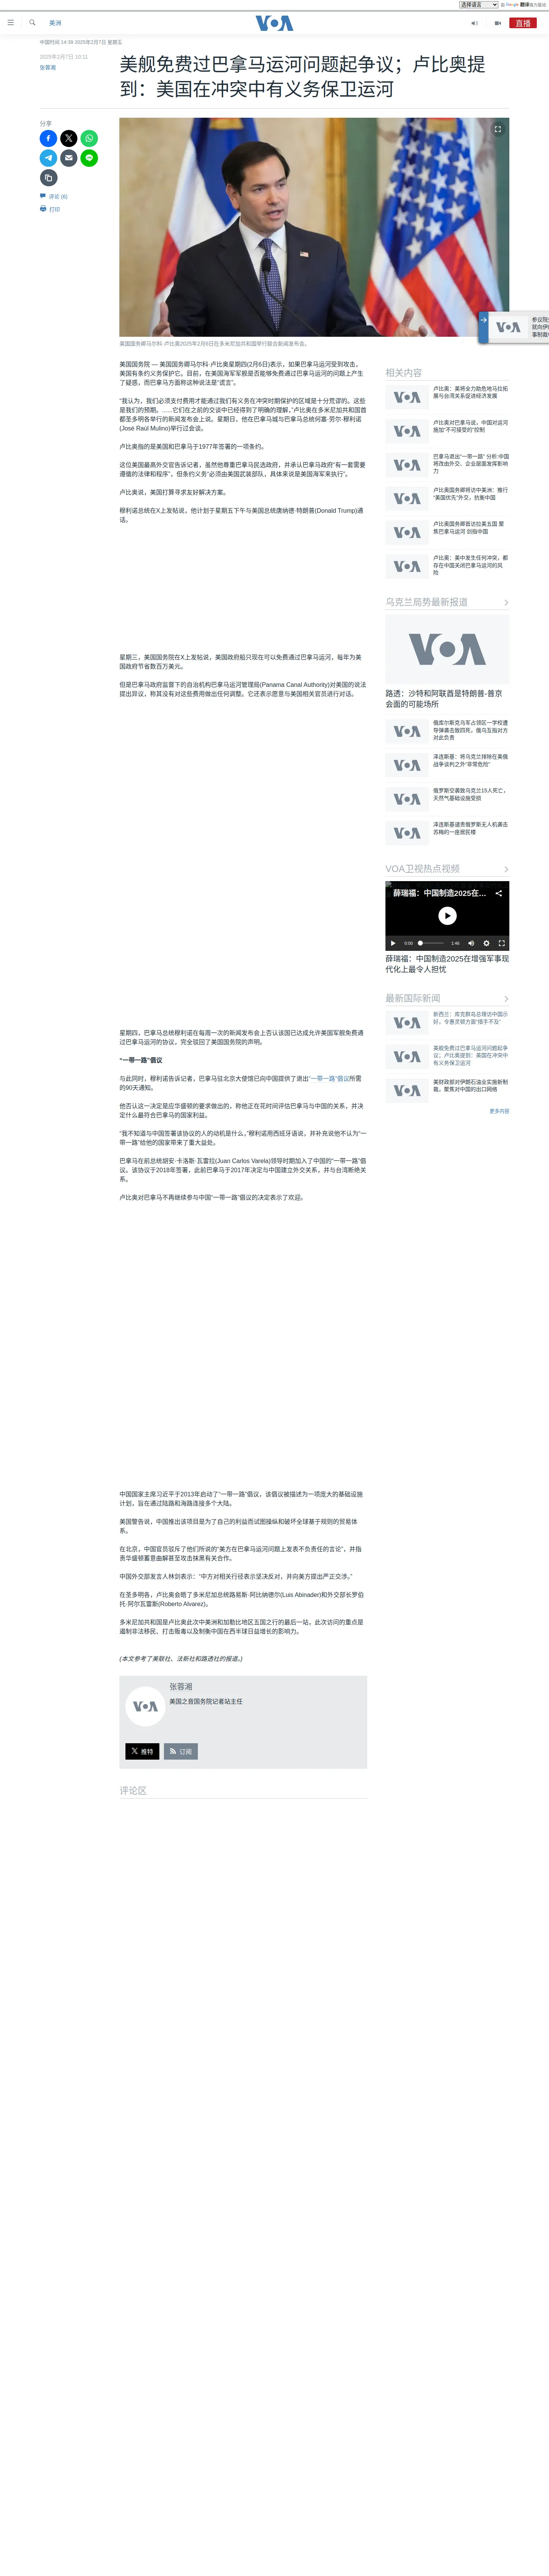 选择语言
由 Google 翻译强力驱动
美洲
VOA
直播
中国时间 14:39 2025年2月7日 星期五
2025年2月7日 10:11
张蓉湘
美舰免费过巴拿马运河问题起争议；卢比奥提
到：美国在冲突中有义务保卫运河
分享
评论 (6)
打印
美国国务卿马尔科·卢比奥2025年2月6日在多米尼加共和国举行联合新闻发布会。
美国国务院 — 美国国务卿马尔科·卢比奥星期四(2月6日)表示，如果巴拿马运河受到攻击，
美国有条约义务保护它。目前，在美国海军军舰是否能够免费通过巴拿马运河的问题上产生
了疑惑，而巴拿马方面称这种说法是“谎言”。
“我认为，我们必须支付费用才能通过我们有义务在冲突时期保护的区域是十分荒谬的。这些
是我们的预期。......它们在之前的交谈中已经得到了明确的理解，”卢比奥在多米尼加共和国首
都圣多明各举行的新闻发布会上说。星期日，他在巴拿马城与巴拿马总统何塞·劳尔·穆利诺
(José Raúl Mulino)举行过会谈。
卢比奥指的是美国和巴拿马于1977年签署的一项条约。
这位美国最高外交官告诉记者，虽然他尊重巴拿马民选政府，并承认巴拿马政府“有一套需要
遵循的法律和程序”，但条约义务“必须由美国武装部队，具体来说是美国海军来执行”。
卢比奥说，美国打算寻求友好解决方案。
穆利诺总统在X上发帖说，他计划于星期五下午与美国总统唐纳德·特朗普(Donald Trump)通
话。
星期三，美国国务院在X上发帖说，美国政府船只现在可以免费通过巴拿马运河，每年为美
国政府节省数百万美元。
但是巴拿马政府监督下的自治机构巴拿马运河管理局(Panama Canal Authority)对美国的说法
提出异议，称其没有对这些费用做出任何调整。它还表示愿意与美国相关官员进行对话。
星期四，巴拿马总统穆利诺在每周一次的新闻发布会上否认该国已达成允许美国军舰免费通
过巴拿马运河的协议，完全驳回了美国国务院的声明。
“一带一路”倡议
与此同时，穆利诺告诉记者，巴拿马驻北京大使馆已向中国提供了退出“一带一路”倡议所需
的90天通知。
他否认这一决定是应华盛顿的要求做出的，称他正在花时间评估巴拿马与中国的关系，并决
定什么最符合巴拿马的国家利益。
“我不知道与中国签署该协议的人的动机是什么，”穆利诺用西班牙语说，并补充说他不认为“一
带一路”给他的国家带来了重大益处。
巴拿马在前总统胡安·卡洛斯·瓦雷拉(Juan Carlos Varela)领导时期加入了中国的“一带一路”倡
议。该协议于2018年签署，此前巴拿马于2017年决定与中国建立外交关系，并与台湾断绝关
系。
卢比奥对巴拿马不再继续参与中国“一带一路”倡议的决定表示了欢迎。
中国国家主席习近平于2013年启动了“一带一路”倡议，该倡议被描述为一项庞大的基础设施
计划，旨在通过陆路和海路连接多个大陆。
美国警告说，中国推出该项目是为了自己的利益而试图操纵和破坏全球基于规则的贸易体
系。
在北京，中国官员驳斥了他们所说的“美方在巴拿马运河问题上发表不负责任的言论”，并指
责华盛顿蓄意曲解甚至攻击抹黑有关合作。
中国外交部发言人林剑表示：“中方对相关行径表示坚决反对，并向美方提出严正交涉。”
在圣多明各，卢比奥会晤了多米尼加总统路易斯·阿比纳德尔(Luis Abinader)和外交部长罗伯
托·阿尔瓦雷斯(Roberto Alvarez)。
多米尼加共和国是卢比奥此次中美洲和加勒比地区五国之行的最后一站，此次访问的重点是
遏制非法移民、打击贩毒以及制衡中国在西半球日益增长的影响力。
(本文参考了美联社、法新社和路透社的报道。)
VOA
张蓉湘
美国之音国务院记者站主任
推特
订阅
评论区
VOA
参议院
就向伊
事制裁
相关内容
VOA
卢比奥：美将全力助危地马拉拓
展与台湾关系促进经济发展
VOA
卢比奥对巴拿马说，中国对运河
施加“不可接受的”控制
VOA
巴拿马退出“一带一路” 分析:中国
将改由外交、企业层面发挥影响
力
VOA
卢比奥国务卿将访中美洲：推行
“美国优先”外交，抗衡中国
VOA
卢比奥国务卿首访拉美五国 聚
焦巴拿马运河 剑指中国
VOA
卢比奥：美中发生任何冲突，都
存在中国关闭巴拿马运河的风
险
乌克兰局势最新报道
VOA
路透：沙特和阿联酋是特朗普-普京
会面的可能场所
VOA
俄库尔斯克乌军占领区一学校遭
导弹袭击致四死，俄乌互指对方
对此负责
VOA
泽连斯基：将乌克兰排除在美俄
战争谈判之外“非常危险”
VOA
俄罗斯空袭致乌克兰15人死亡，
天然气基础设施受损
VOA
泽连斯基谴责俄罗斯无人机袭击
苏梅的一座居民楼
VOA卫视热点视频
薛瑞福：中国制造2025在...
0:00
1:46
薛瑞福：中国制造2025在增强军事现
代化上最令人担忧
最新国际新闻
VOA
新西兰：库克群岛总理访中国示
好，令惠灵顿方面“措手不及”
VOA
美舰免费过巴拿马运河问题起争
议；卢比奥提到：美国在冲突中
有义务保卫运河
VOA
美财政部对伊朗石油业实施新制
裁，聚焦对中国的出口网络
更多内容